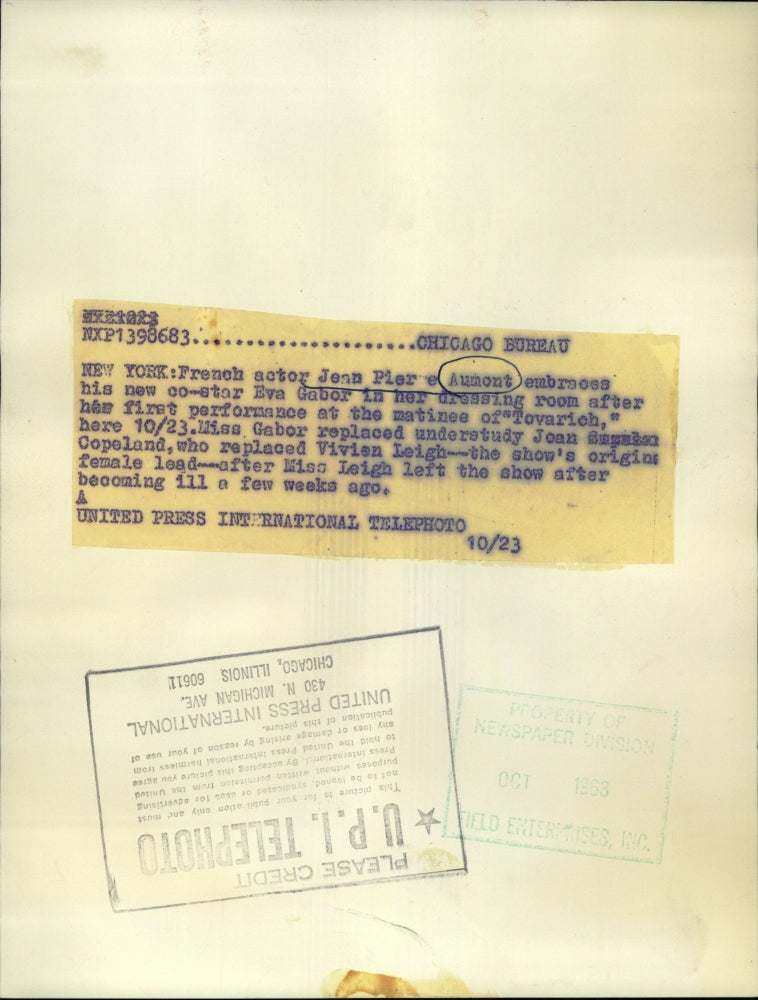 NXP1398683.....................CHICAGO BUREAU
NEW YORK:French actor Jean Pier e Aumont embraces
his new co-star Eva Gabor in her dressing room after
her first performance at the matinee of"Tovarich,"
here 10/23.Miss Gabor replaced understudy Joan
Copeland,who replaced Vivien Leigh--the show's origina
female lead--after Miss Leigh left the show after
becoming ill a few weeks ago.
A
UNITED PRESS INT RNATIONAL TELEPHOTO
10/23
PLEASE CREDIT
★ U.P.I. TELEPHOTO
This picture is for your publication only and must
not to be loaned, syndicated or used for advertising
purposes without written permission from the United
Press International. By accepting this picture you agree
to hold the United Press International harmless from
any loss or damage arising by reason of your use of
publication of this picture.
UNITED PRESS INTERNATIONAL
430 N. MICHIGAN AVE.
CHICAGO, ILLINOIS, 60611
PROPERTY OF
NEWSPAPER DIVISION
OCT 1963
FIELD ENTERPRISES, INC.